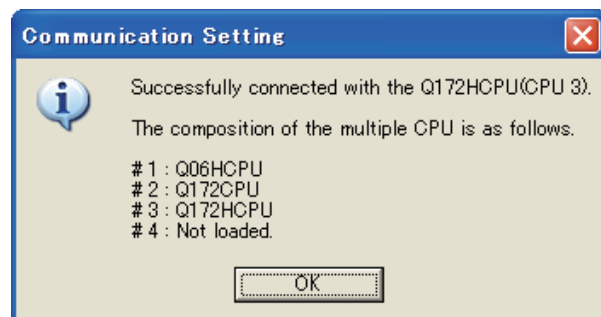 Communication Setting
Successfully connected with the Q172HCPU(CPU 3).
The composition of the multiple CPU is as follows.
# 1 : Q06HCPU
# 2 : Q172CPU
# 3 : Q172HCPU
# 4 : Not loaded.
OK